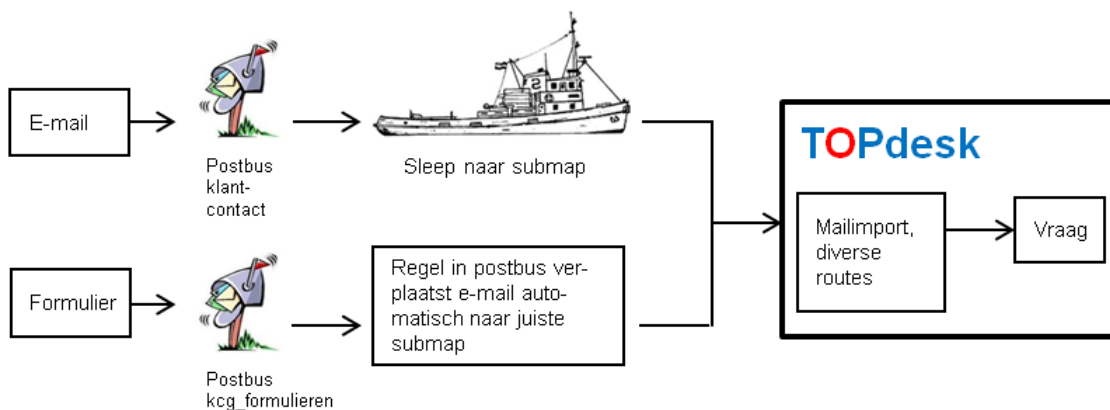 E-mail
Postbus
klant-
contact
Sleep naar submap
TOPdesk
Mailimport,
diverse
routes
Vraag
Formulier
Postbus
kcg_formulieren
Regel in postbus ver-
plaatst e-mail auto-
matisch naar juiste
submap